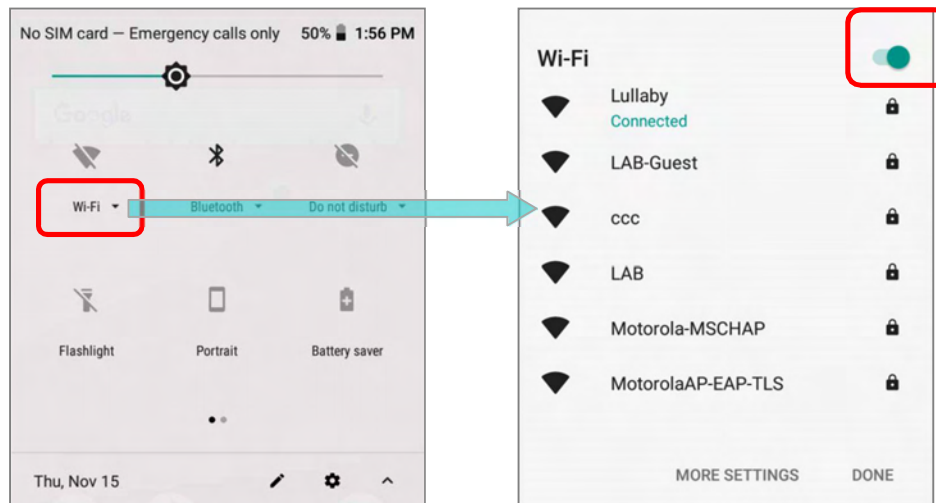 No SIM card — Emergency calls only 50% 1:56 PM
Google
Wi-Fi Bluetooth Do not disturb
Flashlight Portrait Battery saver
Thu, Nov 15
Wi-Fi
Lullaby
Connected
LAB-Guest
ccc
LAB
Motorola-MSCHAP
MotorolaAP-EAP-TLS
MORE SETTINGS DONE